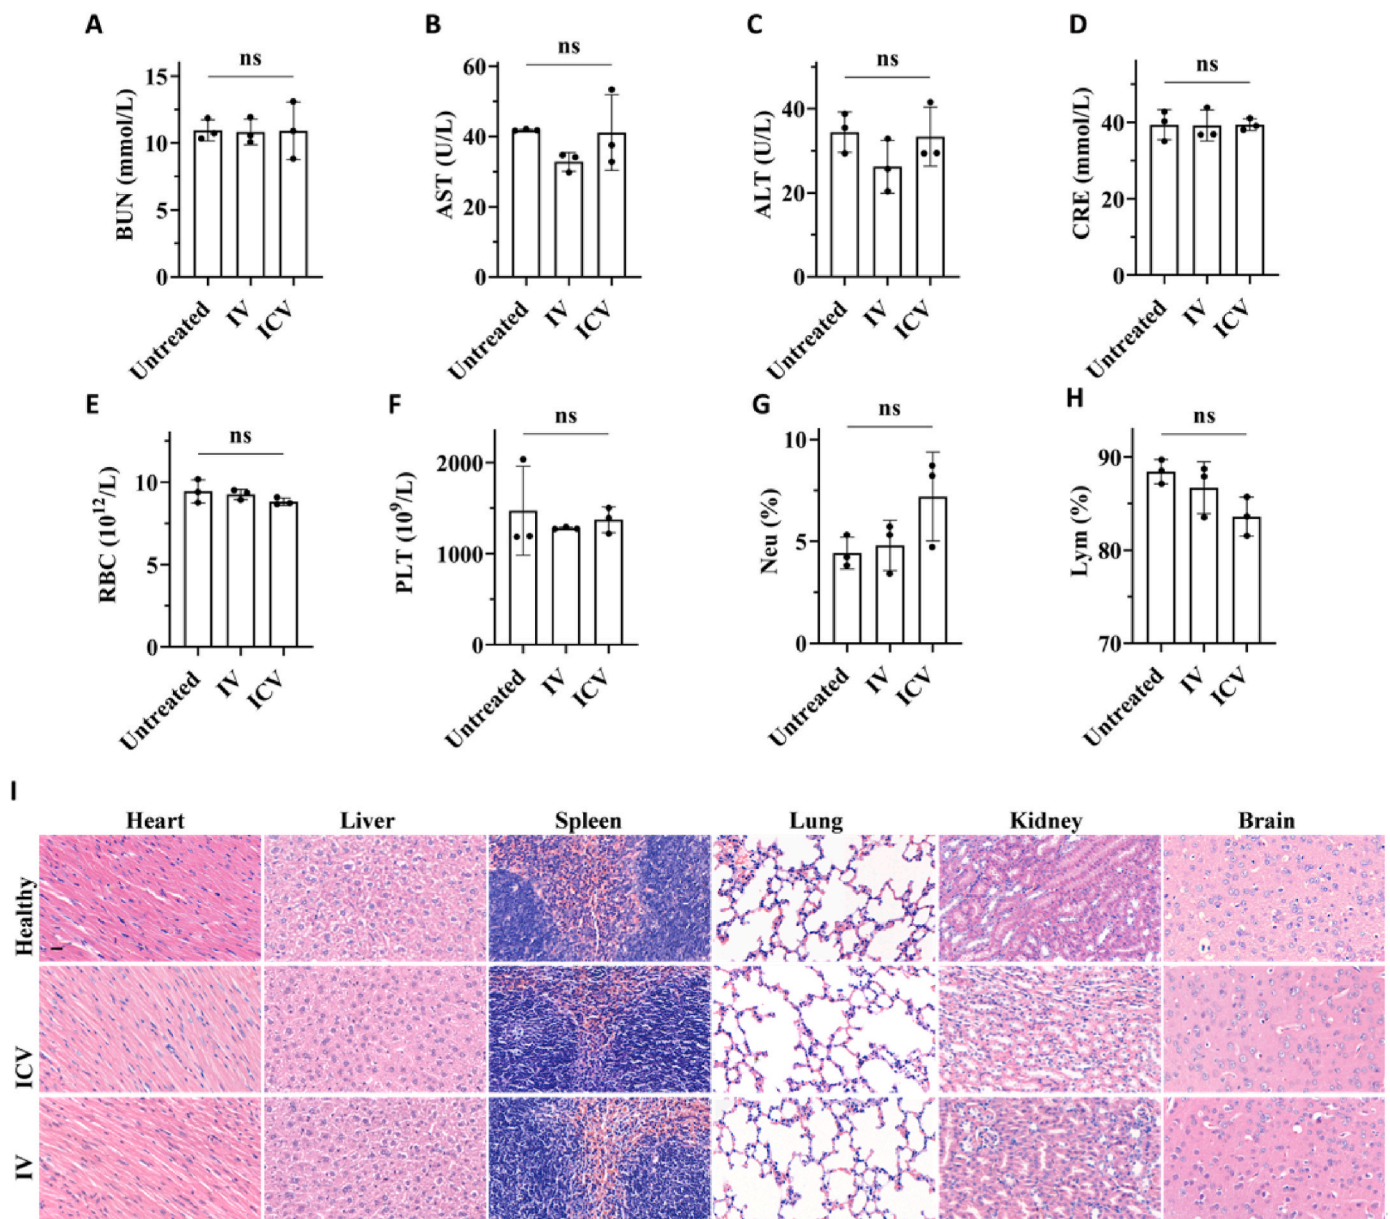 A
BUN (mmol/L)
15
10
5
0
ns
Untreated
IV
ICV
B
AST (U/L)
60
40
20
0
ns
Untreated
IV
ICV
C
ALT (U/L)
40
20
0
ns
Untreated
IV
ICV
D
CRE (mmol/L)
40
20
0
ns
Untreated
IV
ICV
E
RBC (10¹²/L)
10
5
0
ns
Untreated
IV
ICV
F
PLT (10⁹/L)
2000
1000
0
ns
Untreated
IV
ICV
G
Neu (%)
10
5
0
ns
Untreated
IV
ICV
H
Lym (%)
90
80
70
ns
Untreated
IV
ICV
I
Heart Liver Spleen Lung Kidney Brain
Healthy
ICV
IV